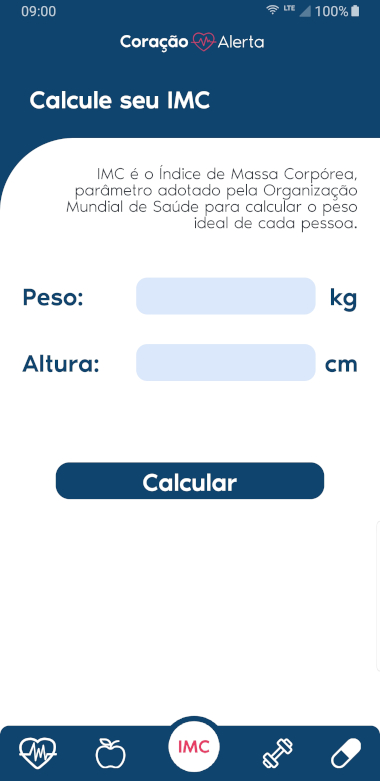 09:00
LTE 100%
Coração Alerta
Calcule seu IMC
IMC é o Índice de Massa Corpórea,
parâmetro adotado pela Organização
Mundial de Saúde para calcular o peso
ideal de cada pessoa.
Peso: kg
Altura: cm
Calcular
IMC